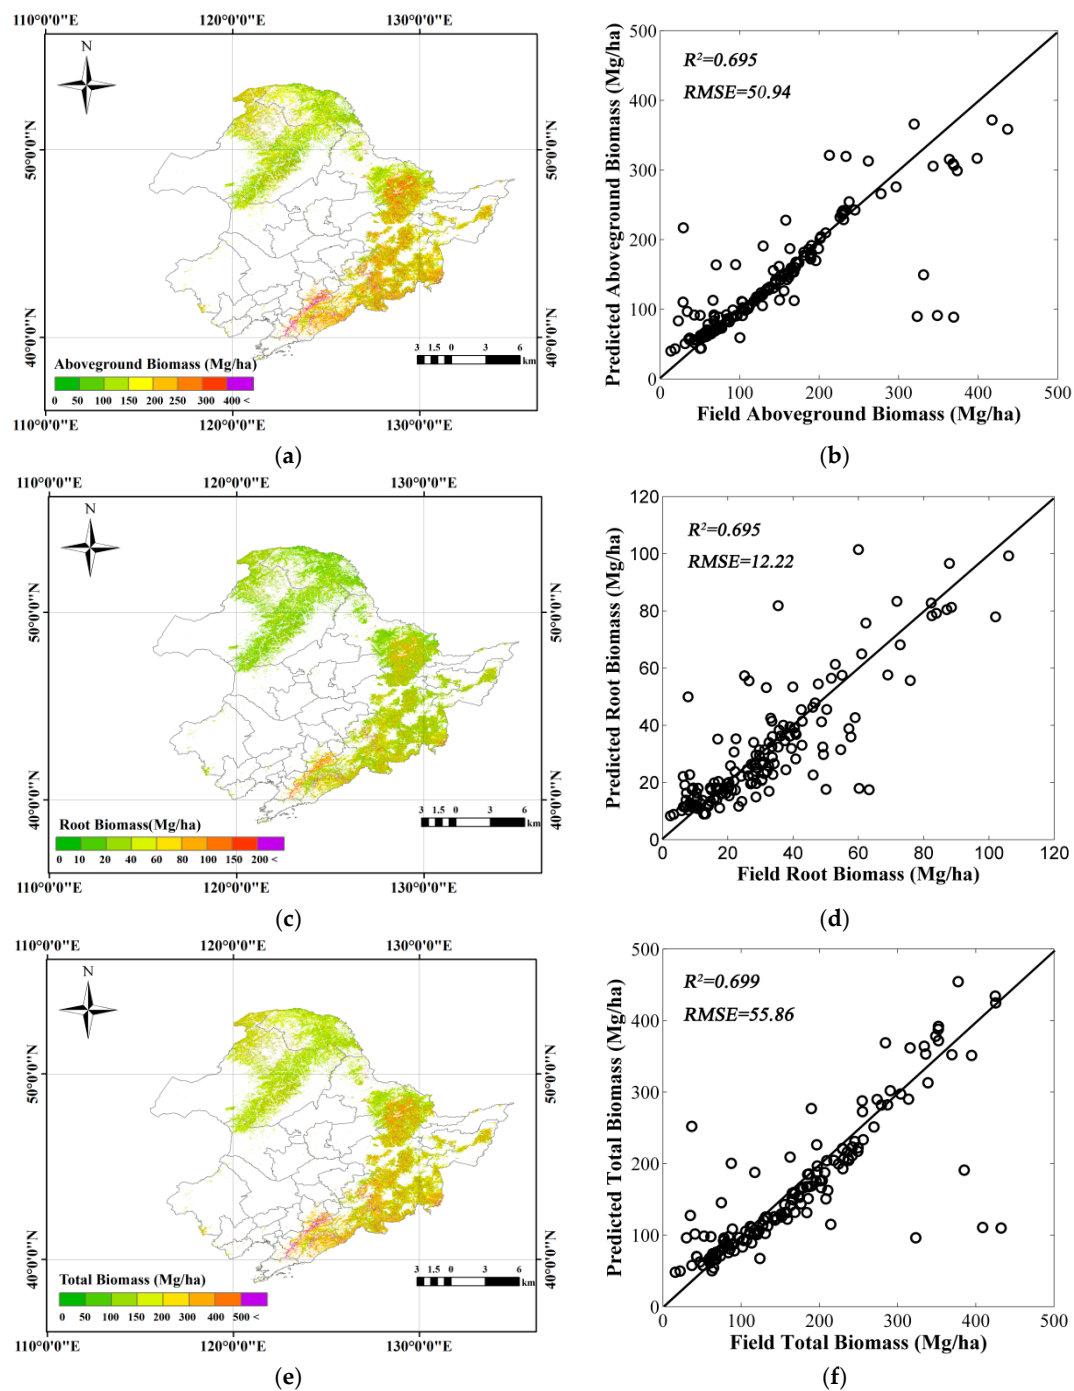 110°0'0"E 120°0'0"E 130°0'0"E
N
50°0'0"N 50°0'0"N
40°0'0"N 40°0'0"N
Aboveground Biomass (Mg/ha)
0 50 100 150 200 250 300 400 <
3 1.5 0 3 6
km
110°0'0"E 120°0'0"E 130°0'0"E
(a)
R²=0.695
RMSE=50.94
Predicted Aboveground Biomass (Mg/ha)
500
400
300
200
100
0
0 100 200 300 400 500
Field Aboveground Biomass (Mg/ha)
(b)
110°0'0"E 120°0'0"E 130°0'0"E
N
50°0'0"N 50°0'0"N
40°0'0"N 40°0'0"N
Root Biomass(Mg/ha)
0 10 20 40 60 80 100 150 200 <
3 1.5 0 3 6
km
110°0'0"E 120°0'0"E 130°0'0"E
(c)
R²=0.695
RMSE=12.22
Predicted Root Biomass (Mg/ha)
120
100
80
60
40
20
0
0 20 40 60 80 100 120
Field Root Biomass (Mg/ha)
(d)
110°0'0"E 120°0'0"E 130°0'0"E
N
50°0'0"N 50°0'0"N
40°0'0"N 40°0'0"N
Total Biomass (Mg/ha)
0 50 100 150 200 300 400 500 <
3 1.5 0 3 6
km
110°0'0"E 120°0'0"E 130°0'0"E
(e)
R²=0.699
RMSE=55.86
Predicted Total Biomass (Mg/ha)
500
400
300
200
100
0
0 100 200 300 400 500
Field Total Biomass (Mg/ha)
(f)